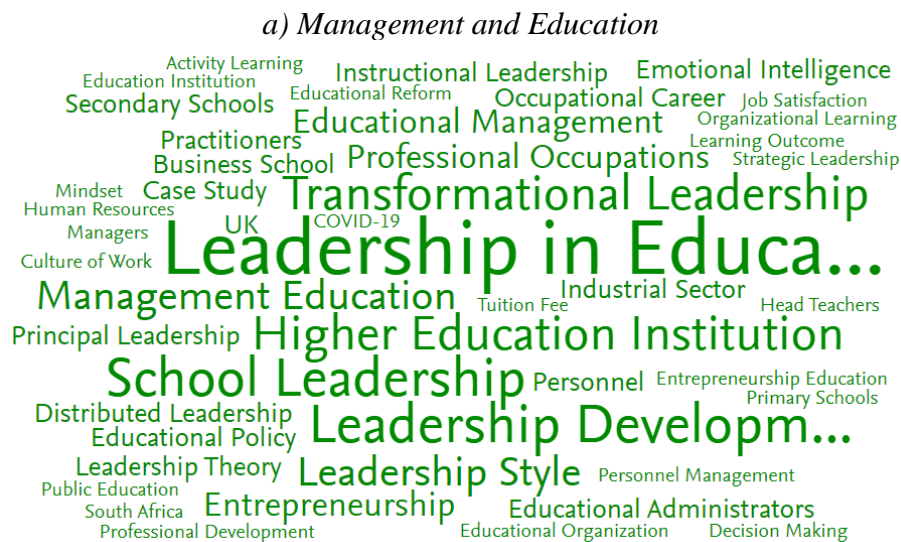 a) Management and Education
Activity Learning
Education Institution
Instructional Leadership
Emotional Intelligence
Secondary Schools
Educational Reform
Occupational Career
Job Satisfaction
Educational Management
Organizational Learning
Practitioners
Learning Outcome
Business School
Professional Occupations
Strategic Leadership
Mindset
Case Study
Transformational Leadership
Human Resources
UK
COVID-19
Managers
Leadership in Educa...
Culture of Work
Management Education
Industrial Sector
Tuition Fee
Head Teachers
Principal Leadership
Higher Education Institution
School Leadership
Personnel
Entrepreneurship Education
Primary Schools
Distributed Leadership
Leadership Developm...
Educational Policy
Leadership Theory
Leadership Style
Personnel Management
Public Education
Entrepreneurship
Educational Administrators
South Africa
Professional Development
Educational Organization
Decision Making